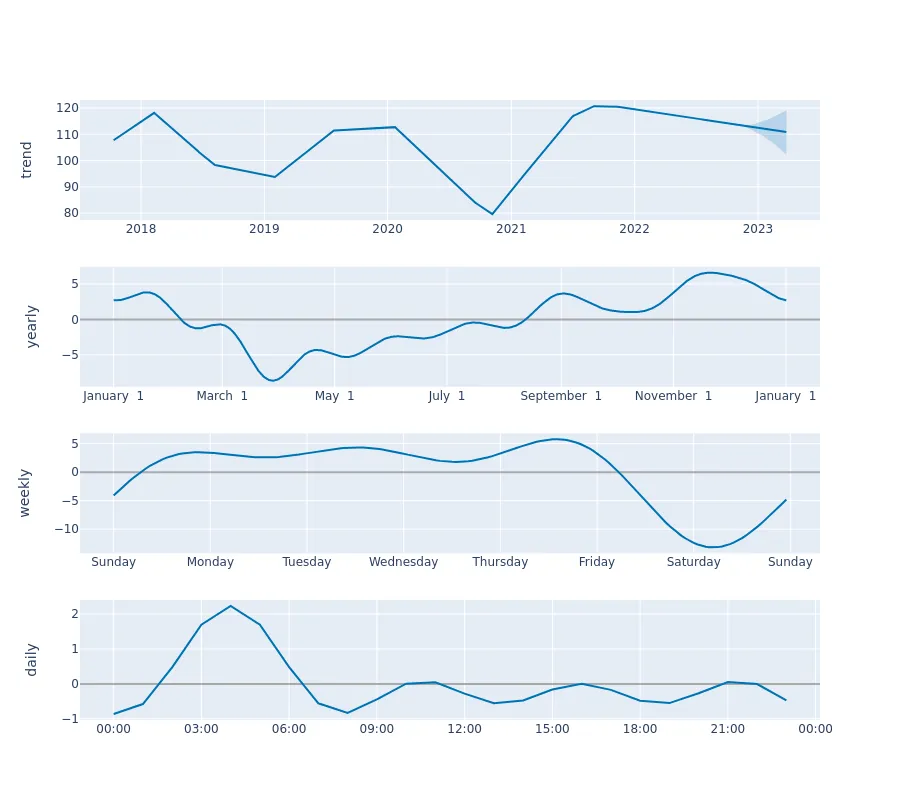 trend
120
110
100
90
80
2018 2019 2020 2021 2022 2023
yearly
5
0
−5
January 1 March 1 May 1 July 1 September 1 November 1 January 1
weekly
5
0
−5
−10
Sunday Monday Tuesday Wednesday Thursday Friday Saturday Sunday
daily
2
1
0
−1
00:00 03:00 06:00 09:00 12:00 15:00 18:00 21:00 00:00